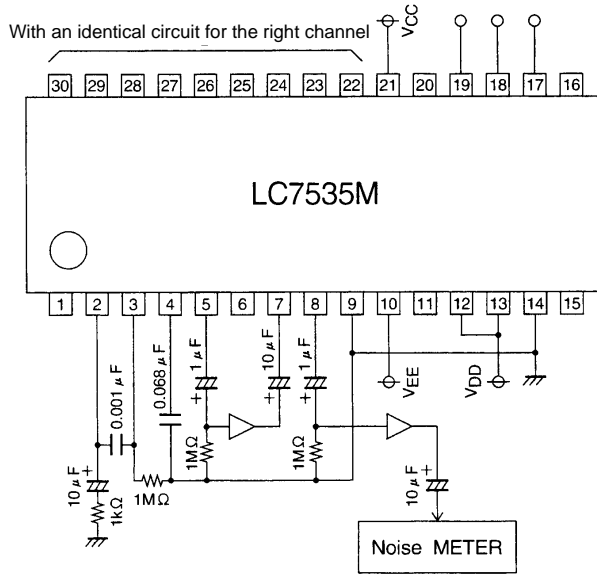 With an identical circuit for the right channel
VCC
30 29 28 27 26 25 24 23 22 21 20 19 18 17 16
LC7535M
1 2 3 4 5 6 7 8 9 10 11 12 13 14 15
0.001 μF
0.068 μF
1 μF
10 μF
1 μF
VEE
VDD
+
+
+
10 μF +
1kΩ
1MΩ
1MΩ
1MΩ
10 μF +
Noise METER